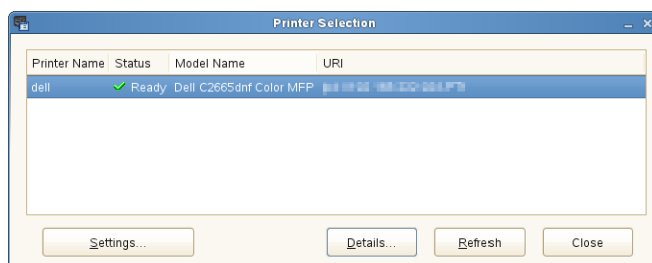 Printer Selection
Printer Name Status Model Name URI
dell Ready Dell C2665dnf Color MFP
Settings... Details... Refresh Close